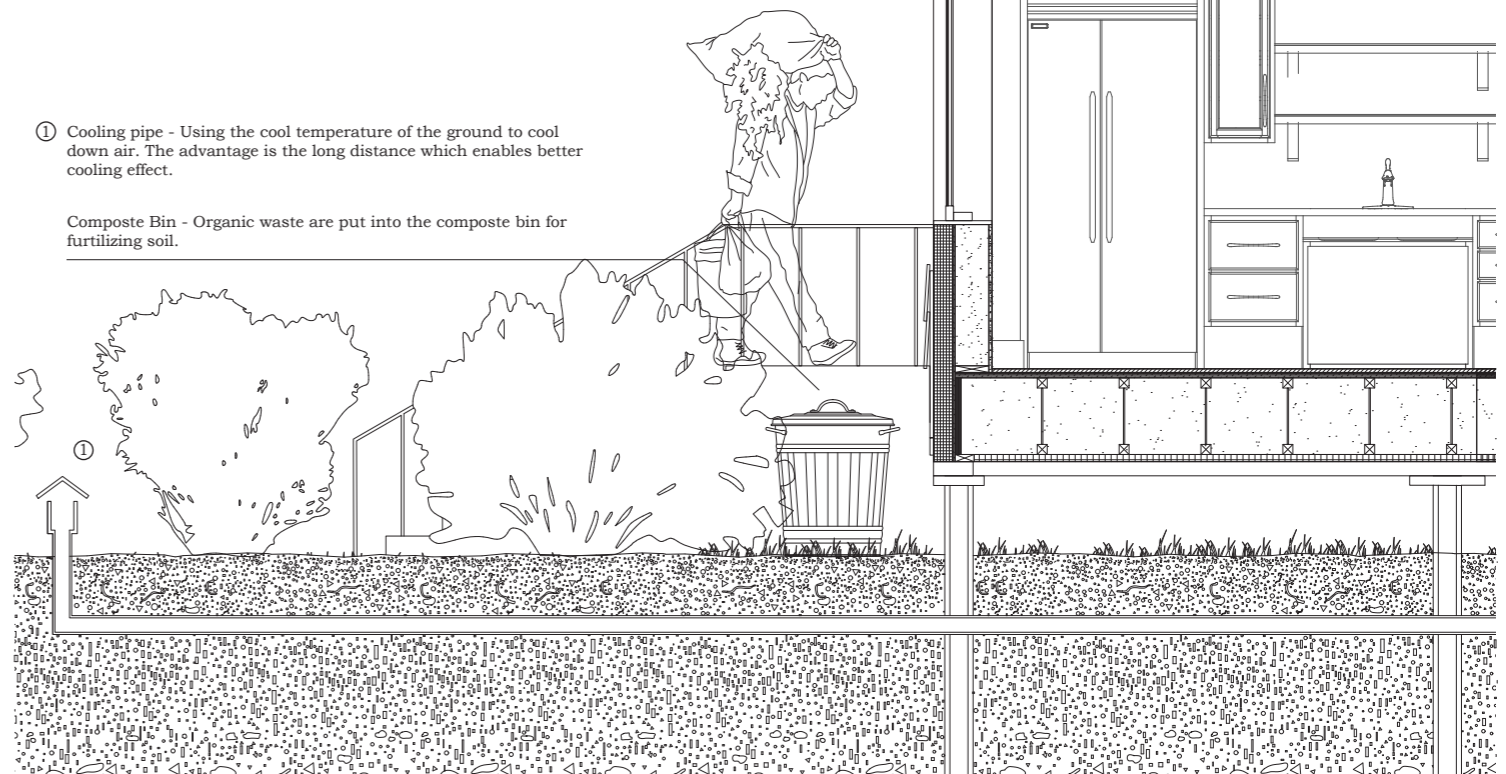 ① Cooling pipe - Using the cool temperature of the ground to cool
down air. The advantage is the long distance which enables better
cooling effect.
Composte Bin - Organic waste are put into the composte bin for
furtilizing soil.
①